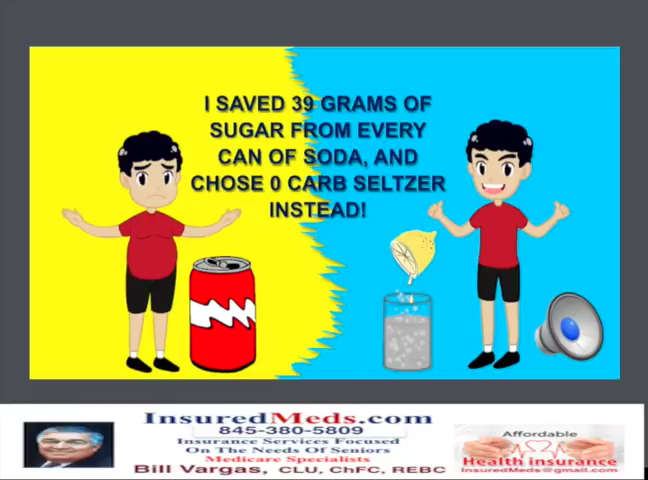 I SAVED 39 GRAMS OF
SUGAR FROM EVERY
CAN OF SODA, AND
CHOSE 0 CARB SELTZER
INSTEAD!
InsuredMeds.com
845-380-5809
Insurance Services Focused
On The Needs Of Seniors
Medicare Specialists
Bill Vargas, CLU, ChFC, REBC
Affordable
Health insurance
InsuredMeds@gmail.com